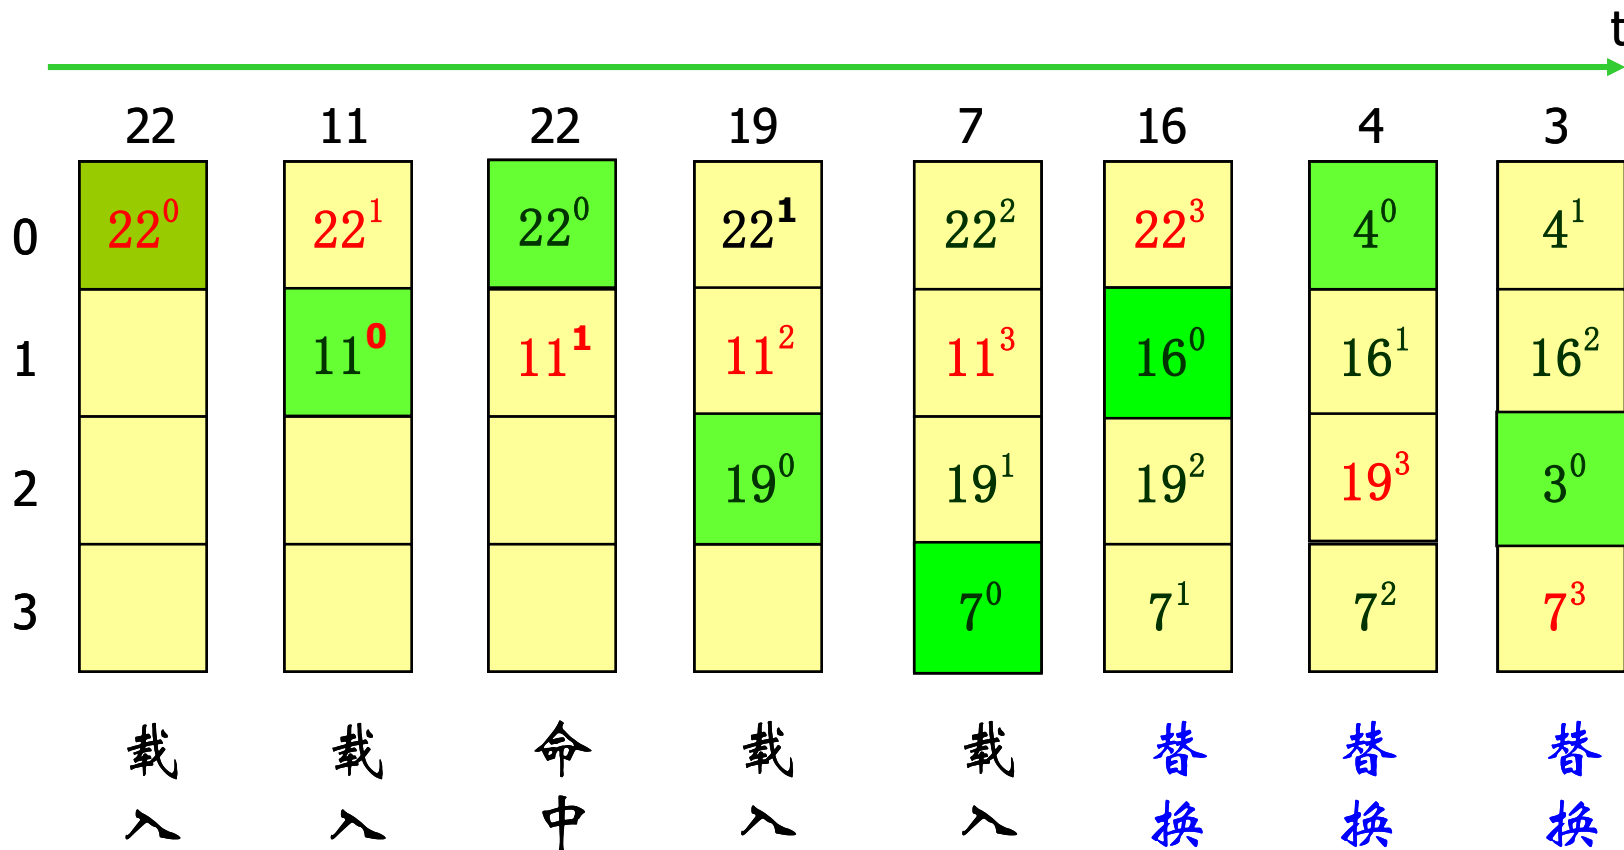 t
22 11 22 19 7 16 4 3
0 22⁰ 22¹ 22⁰ 22¹ 22² 22³ 4⁰ 4¹
1 11⁰ 11¹ 11² 11³ 16⁰ 16¹ 16²
2 19⁰ 19¹ 19² 19³ 3⁰
3 7⁰ 7¹ 7² 7³
载入 载入 命中 载入 载入 替换 替换 替换